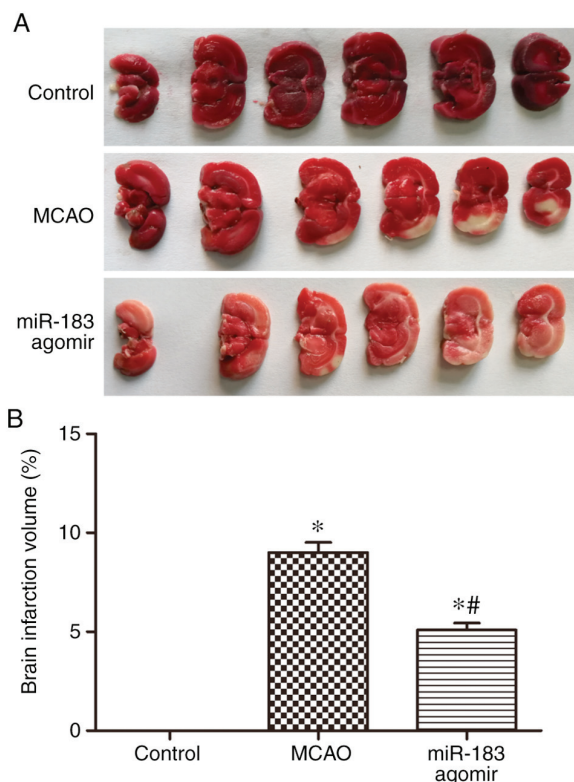 A
Control
MCAO
miR-183
agomir
B
Brain infarction volume (%)
15
10
5
0
*
*#
Control
MCAO
miR-183
agomir